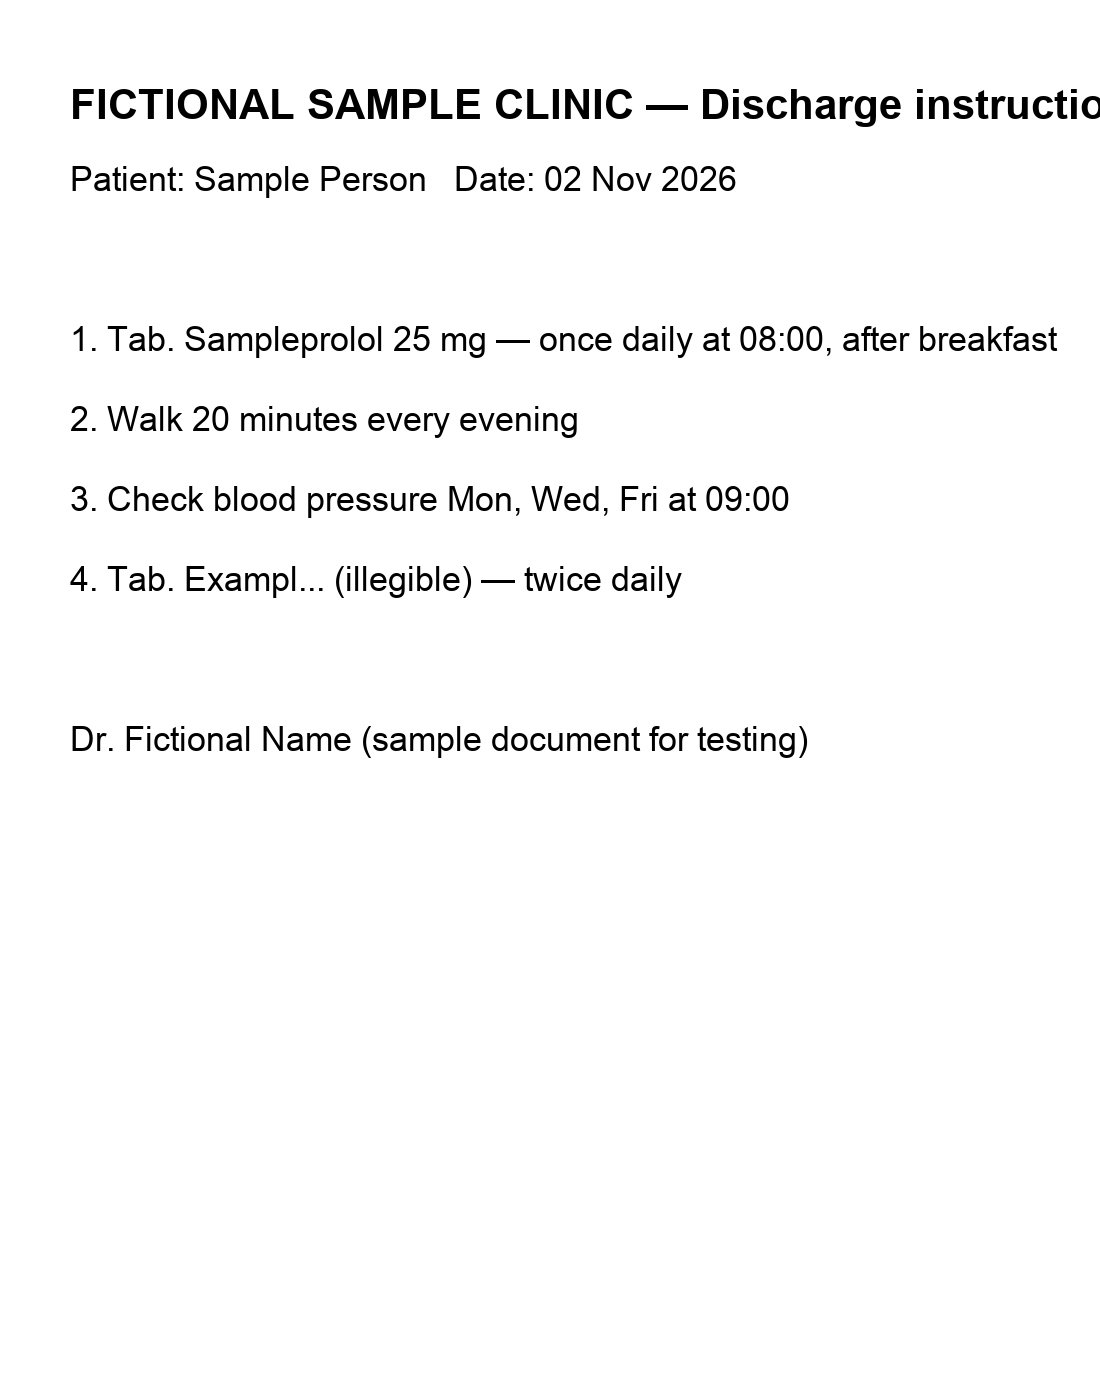 FICTIONAL SAMPLE CLINIC — Discharge instructio
Patient: Sample Person   Date: 02 Nov 2026
1. Tab. Sampleprolol 25 mg — once daily at 08:00, after breakfast
2. Walk 20 minutes every evening
3. Check blood pressure Mon, Wed, Fri at 09:00
4. Tab. Exampl... (illegible) — twice daily
Dr. Fictional Name (sample document for testing)